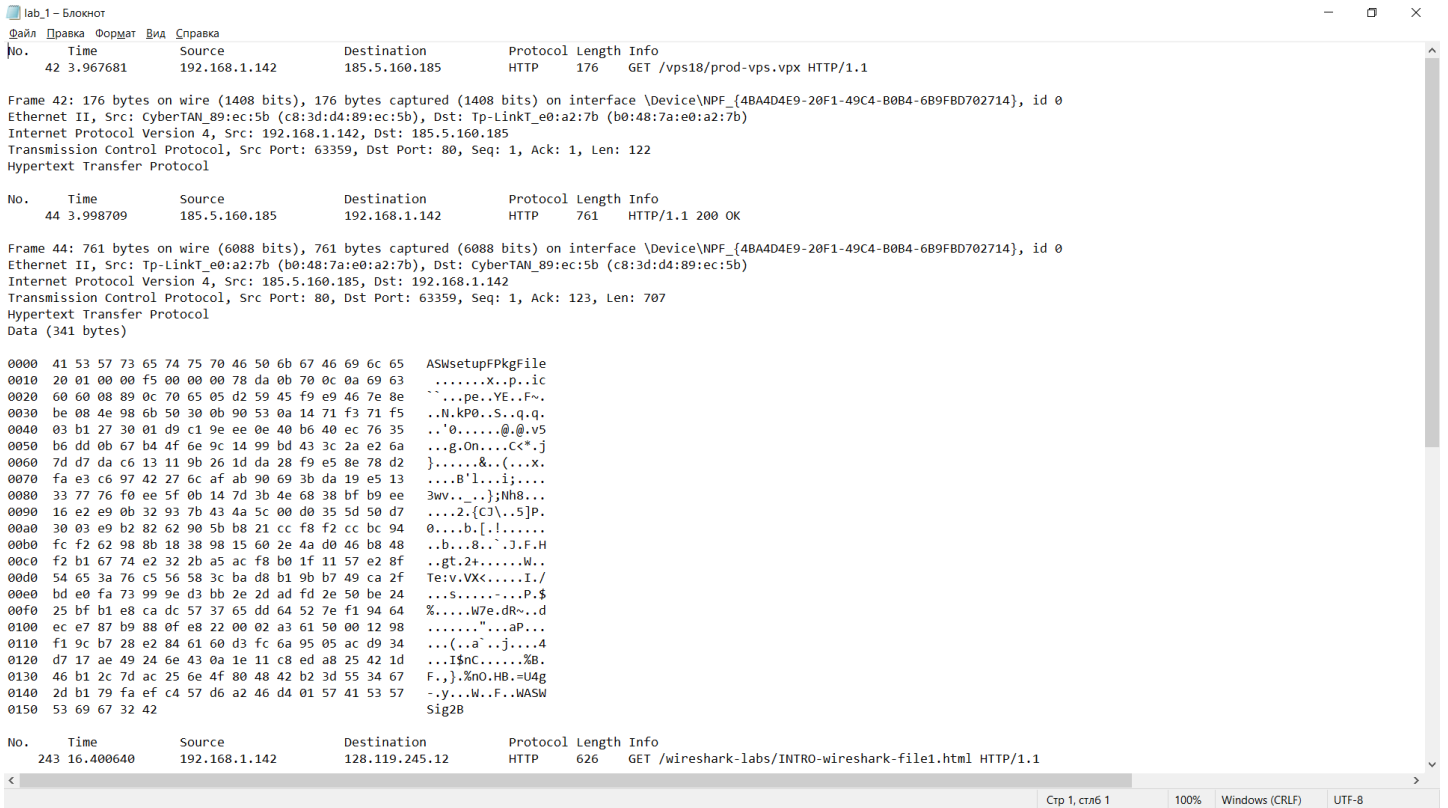 lab_1 – Блокнот
Файл Правка Формат Вид Справка
No. Time Source Destination Protocol Length Info
42 3.967681 192.168.1.142 185.5.160.185 HTTP 176 GET /vps18/prod-vps.vpx HTTP/1.1
Frame 42: 176 bytes on wire (1408 bits), 176 bytes captured (1408 bits) on interface \Device\NPF_{4BA4D4E9-20F1-49C4-B0B4-6B9FBD702714}, id 0
Ethernet II, Src: CyberTAN_89:ec:5b (c8:3d:d4:89:ec:5b), Dst: Tp-LinkT_e0:a2:7b (b0:48:7a:e0:a2:7b)
Internet Protocol Version 4, Src: 192.168.1.142, Dst: 185.5.160.185
Transmission Control Protocol, Src Port: 63359, Dst Port: 80, Seq: 1, Ack: 1, Len: 122
Hypertext Transfer Protocol
No. Time Source Destination Protocol Length Info
44 3.998709 185.5.160.185 192.168.1.142 HTTP 761 HTTP/1.1 200 OK
Frame 44: 761 bytes on wire (6088 bits), 761 bytes captured (6088 bits) on interface \Device\NPF_{4BA4D4E9-20F1-49C4-B0B4-6B9FBD702714}, id 0
Ethernet II, Src: Tp-LinkT_e0:a2:7b (b0:48:7a:e0:a2:7b), Dst: CyberTAN_89:ec:5b (c8:3d:d4:89:ec:5b)
Internet Protocol Version 4, Src: 185.5.160.185, Dst: 192.168.1.142
Transmission Control Protocol, Src Port: 80, Dst Port: 63359, Seq: 1, Ack: 123, Len: 707
Hypertext Transfer Protocol
Data (341 bytes)
0000 41 53 57 73 65 74 75 70 46 50 6b 67 46 69 6c 65 ASWsetupFPkgFile
0010 20 01 00 00 f5 00 00 00 78 da 0b 70 0c 0a 69 63 .......x..p..ic
0020 60 60 08 89 0c 70 65 05 d2 59 45 f9 e9 46 7e 8e ``...pe..YE..F~.
0030 be 08 4e 98 6b 50 30 0b 90 53 0a 14 71 f3 71 f5 ..N.kP0..S..q.q.
0040 03 b1 27 30 01 d9 c1 9e ee 0e 40 b6 40 ec 76 35 ..'0......@.@.v5
0050 b6 dd 0b 67 b4 4f 6e 9c 14 99 bd 43 3c 2a e2 6a ...g.On....C<*.j
0060 7d d7 da c6 13 11 9b 26 1d da 28 f9 e5 8e 78 d2 }......&..(...x.
0070 fa e3 c6 97 42 27 6c af ab 90 69 3b da 19 e5 13 ....B'l...i;....
0080 33 77 76 f0 ee 5f 0b 14 7d 3b 4e 68 38 bf b9 ee 3wv.._..};Nh8...
0090 16 e2 e9 0b 32 93 7b 43 4a 5c 00 d0 35 5d 50 d7 ....2.{CJ\..5]P.
00a0 30 03 e9 b2 82 62 90 5b b8 21 cc f8 f2 cc bc 94 0....b.[.!......
00b0 fc f2 62 98 8b 18 38 98 15 60 2e 4a d0 46 b8 48 ..b...8..`.J.F.H
00c0 f2 b1 67 74 e2 32 2b a5 ac f8 b0 1f 11 57 e2 8f ..gt.2+......W..
00d0 54 65 3a 76 c5 56 58 3c ba d8 b1 9b b7 49 ca 2f Te:v.VX<.....I./
00e0 bd e0 fa 73 99 9e d3 bb 2e 2d ad fd 2e 50 be 24 ...s.....-...P.$
00f0 25 bf b1 e8 ca dc 57 37 65 dd 64 52 7e f1 94 64 %.....W7e.dR~..d
0100 ec e7 87 b9 88 0f e8 22 00 02 a3 61 50 00 12 98 ......."...aP...
0110 f1 9c b7 28 e2 84 61 60 d3 fc 6a 95 05 ac d9 34 ...(..a`..j....4
0120 d7 17 ae 49 24 6e 43 0a 1e 11 c8 ed a8 25 42 1d ...I$nC......%B.
0130 46 b1 2c 7d ac 25 6e 4f 80 48 42 b2 3d 55 34 67 F.,}.%nO.HB.=U4g
0140 2d b1 79 fa ef c4 57 d6 a2 46 d4 01 57 41 53 57 -.y...W..F..WASW
0150 53 69 67 32 42 Sig2B
No. Time Source Destination Protocol Length Info
243 16.400640 192.168.1.142 128.119.245.12 HTTP 626 GET /wireshark-labs/INTRO-wireshark-file1.html HTTP/1.1
Стр 1, стлб 1 100% Windows (CRLF) UTF-8